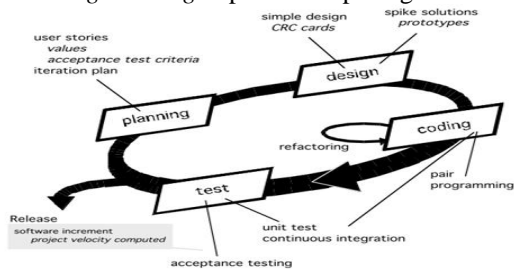 simple design
CRC cards
spike solutions
prototypes
user stories
values
acceptance test criteria
iteration plan
design
planning
coding
refactoring
test
pair
programming
Release
software increment
project velocity computed
unit test
continuous integration
acceptance testing